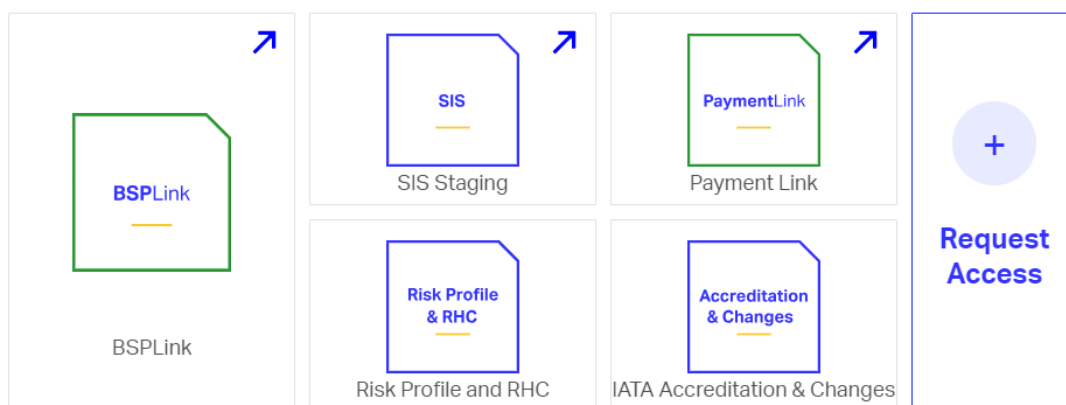 BSPLink
BSPLink
SIS
SIS Staging
PaymentLink
Payment Link
Risk Profile
& RHC
Risk Profile and RHC
Accreditation
& Changes
IATA Accreditation & Changes
+
Request
Access